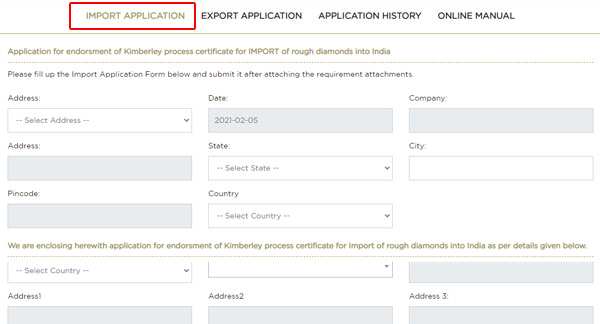 IMPORT APPLICATION EXPORT APPLICATION APPLICATION HISTORY ONLINE MANUAL
Application for endorsment of Kimberley process certificate for IMPORT of rough diamonds into India
Please fill up the Import Application Form below and submit it after attaching the requirement attachments.
Address: Date: Company:
-- Select Address -- 2021-02-05
Address: State: City:
-- Select State --
Pincode: Country
-- Select Country --
We are enclosing herewith application for endorsment of Kimberley process certificate for Import of rough diamonds into India as per details given below.
-- Select Country --
Address1 Address2 Address 3: